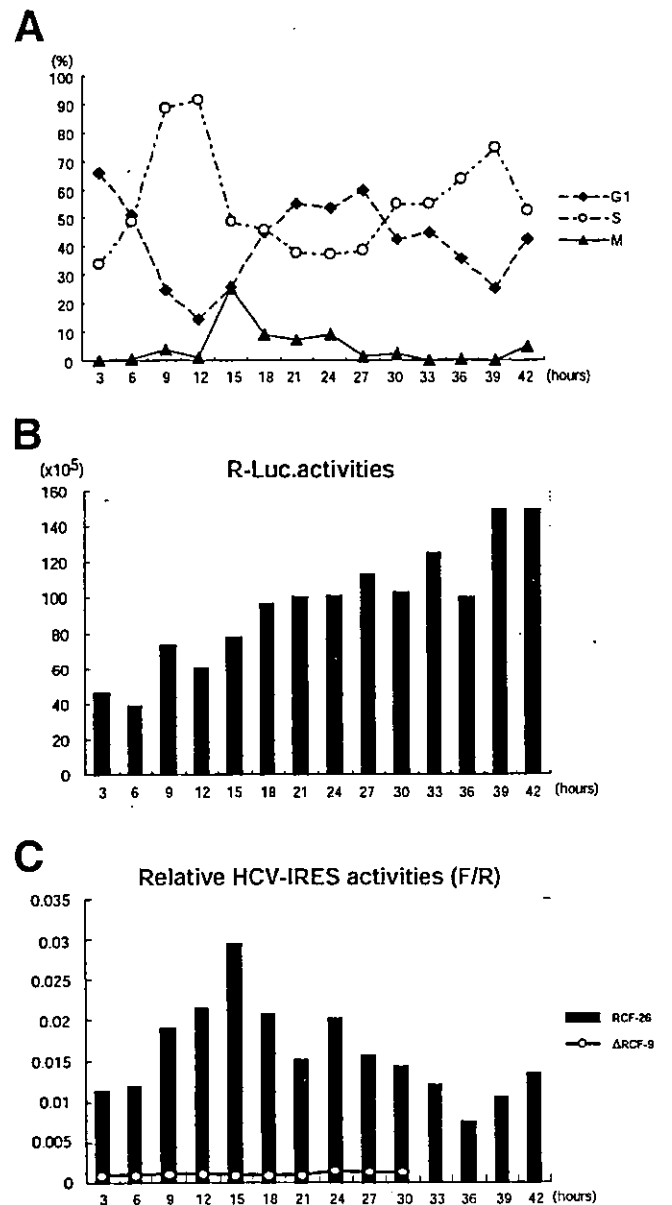 A
(%)
100
90
80
70
60
50
40
30
20
10
0
3 6 9 12 15 18 21 24 27 30 33 36 39 42 (hours)
G1
S
M
B
(x10⁵)
R-Luc.activities
160
140
120
100
80
60
40
20
0
3 6 9 12 15 18 21 24 27 30 33 36 39 42 (hours)
C
Relative HCV-IRES activities (F/R)
0.035
0.03
0.025
0.02
0.015
0.01
0.005
0
3 6 9 12 15 18 21 24 27 30 33 36 39 42 (hours)
RCF-26
ΔRCF-9